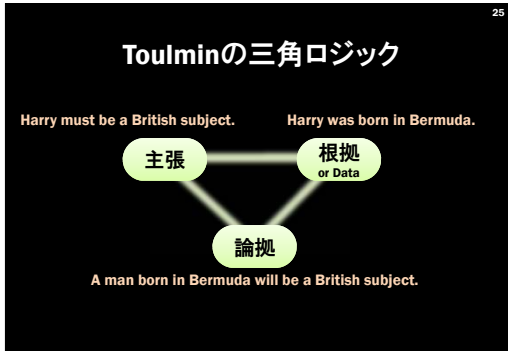 25
Toulminの三角ロジック
Harry must be a British subject.
Harry was born in Bermuda.
主張
根拠
or Data
論拠
A man born in Bermuda will be a British subject.